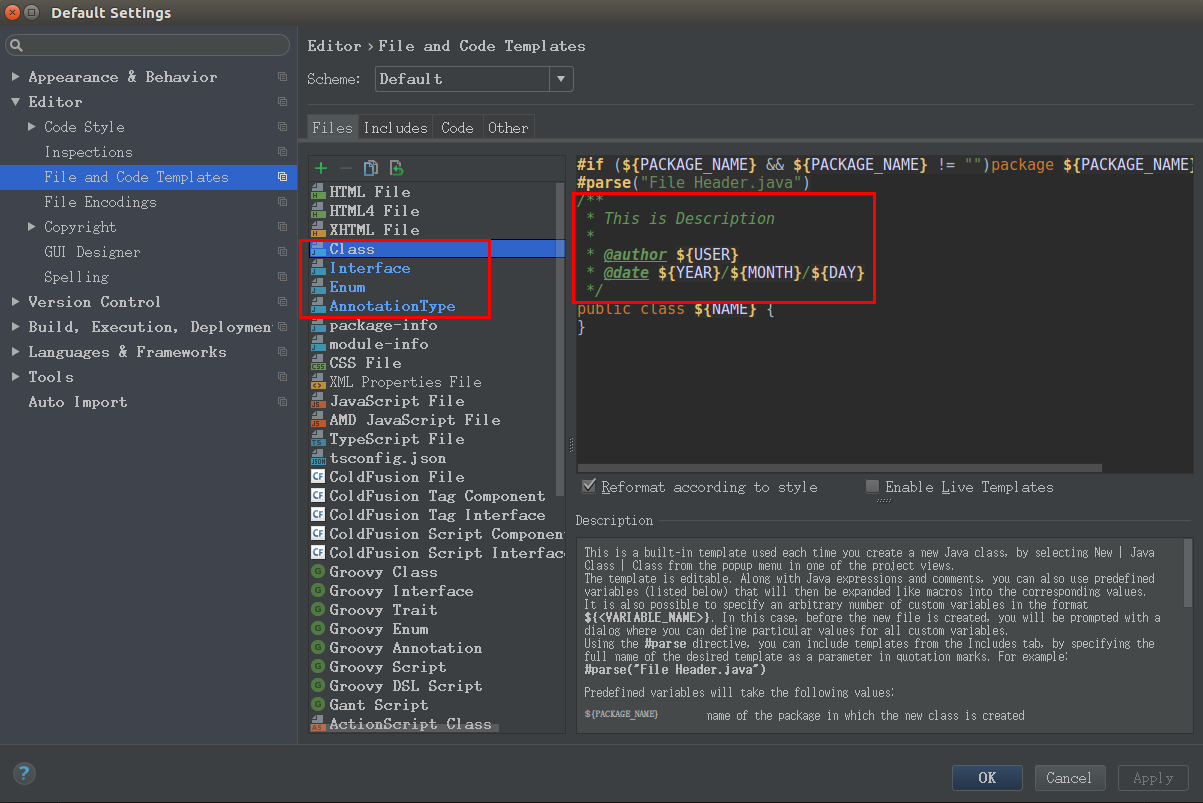 Default Settings
Appearance & Behavior
Editor
Code Style
Inspections
File and Code Templates
File Encodings
Copyright
GUI Designer
Spelling
Version Control
Build, Execution, Deploymen
Languages & Frameworks
Tools
Auto Import
Editor › File and Code Templates
Scheme: Default
Files Includes Code Other
HTML File
HTML4 File
XHTML File
Class
Interface
Enum
AnnotationType
package-info
module-info
CSS File
XML Properties File
JavaScript File
AMD JavaScript File
TypeScript File
tsconfig.json
ColdFusion File
ColdFusion Tag Component
ColdFusion Tag Interface
ColdFusion Script Componen
ColdFusion Script Interfac
Groovy Class
Groovy Interface
Groovy Trait
Groovy Enum
Groovy Annotation
Groovy Script
Groovy DSL Script
Gant Script
ActionScript Class
#if (${PACKAGE_NAME} && ${PACKAGE_NAME} != "")package ${PACKAGE_NAME}
#parse("File Header.java")
/**
* This is Description
*
* @author ${USER}
* @date ${YEAR}/${MONTH}/${DAY}
*/
public class ${NAME} {
}
Reformat according to style Enable Live Templates
Description
This is a built-in template used each time you create a new Java class, by selecting New | Java
Class | Class from the popup menu in one of the project views.
The template is editable. Along with Java expressions and comments, you can also use predefined
variables (listed below) that will then be expanded like macros into the corresponding values.
It is also possible to specify an arbitrary number of custom variables in the format
${<VARIABLE_NAME>}. In this case, before the new file is created, you will be prompted with a
dialog where you can define particular values for all custom variables.
Using the #parse directive, you can include templates from the Includes tab, by specifying the
full name of the desired template as a parameter in quotation marks. For example:
#parse("File Header.java")
Predefined variables will take the following values:
${PACKAGE_NAME} name of the package in which the new class is created
? OK Cancel Apply